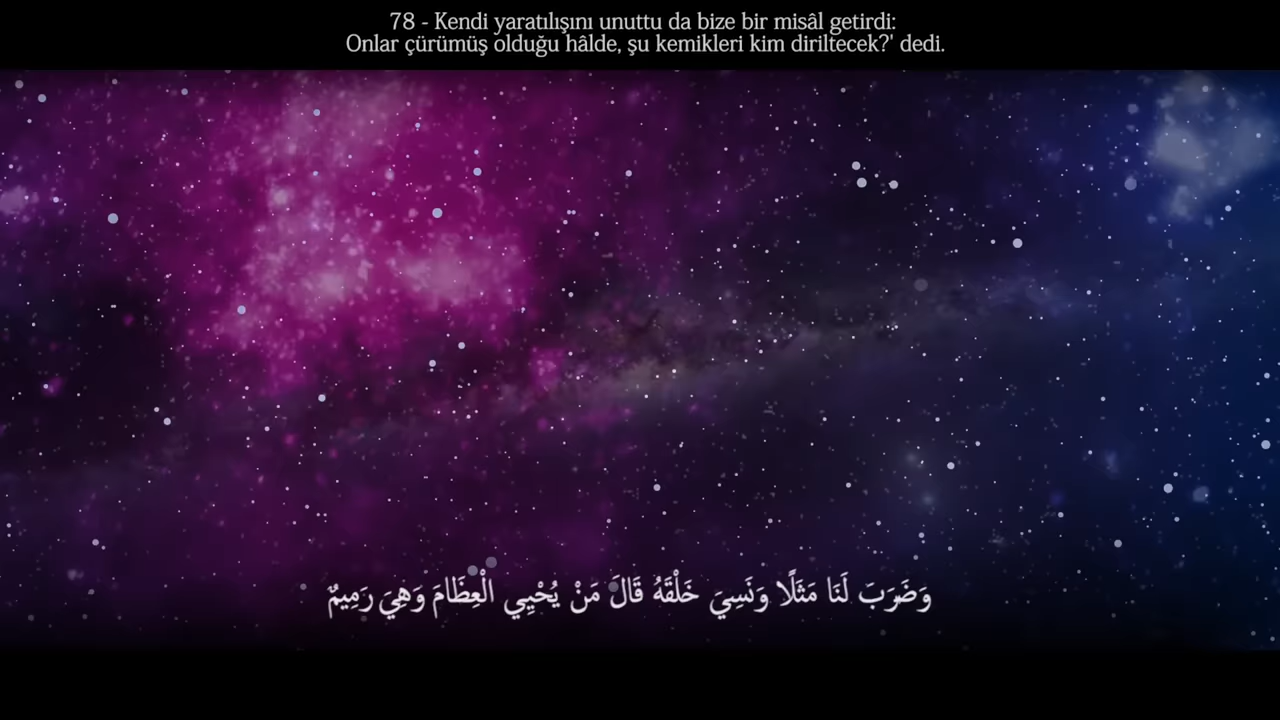 78 - Kendi yaratılışını unuttu da bize bir misâl getirdi:
Onlar çürümüş olduğu hâlde, şu kemikleri kim diriltecek?' dedi.
وَضَرَبَ لَنَا مَثَلًا وَنَسِيَ خَلْقَهُ قَالَ مَنْ يُحْيِي الْعِظَامَ وَهِيَ رَمِيمٌ